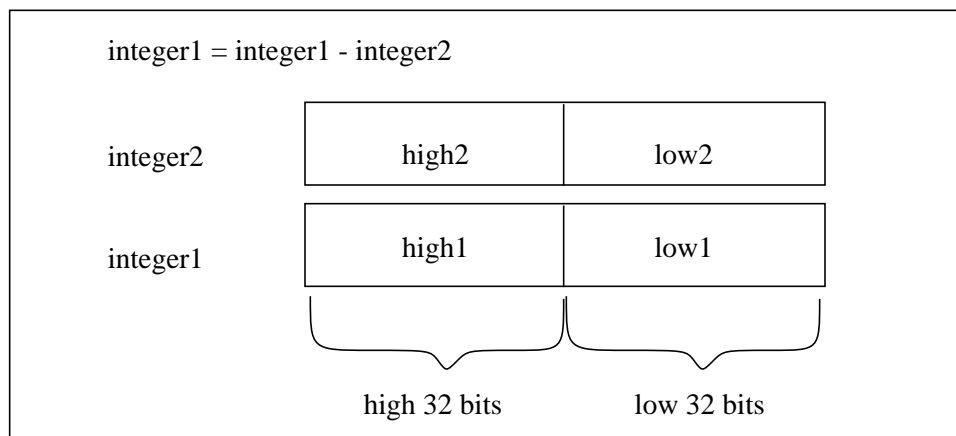 integer1 = integer1 - integer2
integer2 high2 low2
integer1 high1 low1
high 32 bits low 32 bits